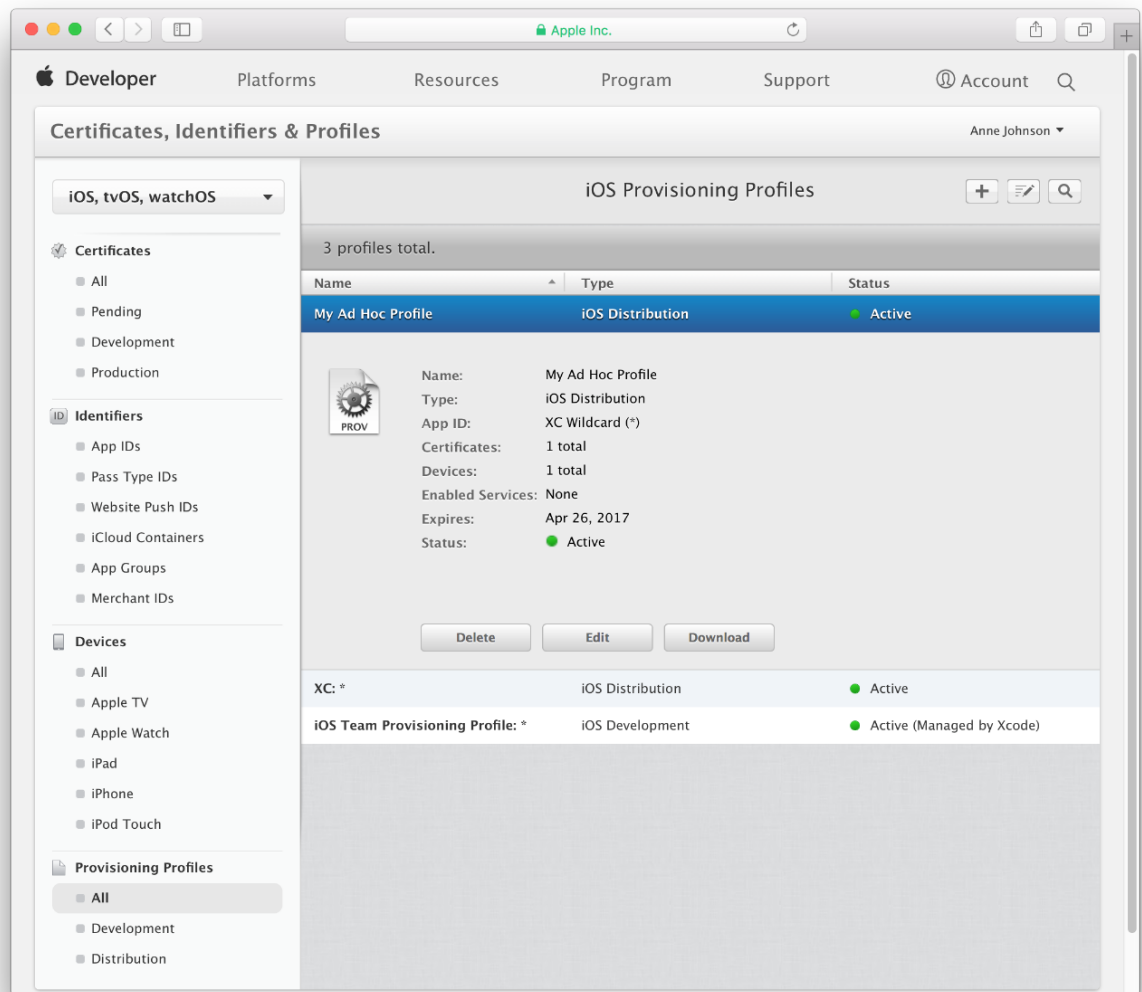 Apple Inc.
Developer Platforms Resources Program Support Account
Certificates, Identifiers & Profiles Anne Johnson
iOS, tvOS, watchOS
Certificates
All
Pending
Development
Production
ID Identifiers
App IDs
Pass Type IDs
Website Push IDs
iCloud Containers
App Groups
Merchant IDs
Devices
All
Apple TV
Apple Watch
iPad
iPhone
iPod Touch
Provisioning Profiles
All
Development
Distribution
iOS Provisioning Profiles
3 profiles total.
Name Type Status
My Ad Hoc Profile iOS Distribution Active
PROV
Name: My Ad Hoc Profile
Type: iOS Distribution
App ID: XC Wildcard (*)
Certificates: 1 total
Devices: 1 total
Enabled Services: None
Expires: Apr 26, 2017
Status: Active
Delete Edit Download
XC: * iOS Distribution Active
iOS Team Provisioning Profile: * iOS Development Active (Managed by Xcode)